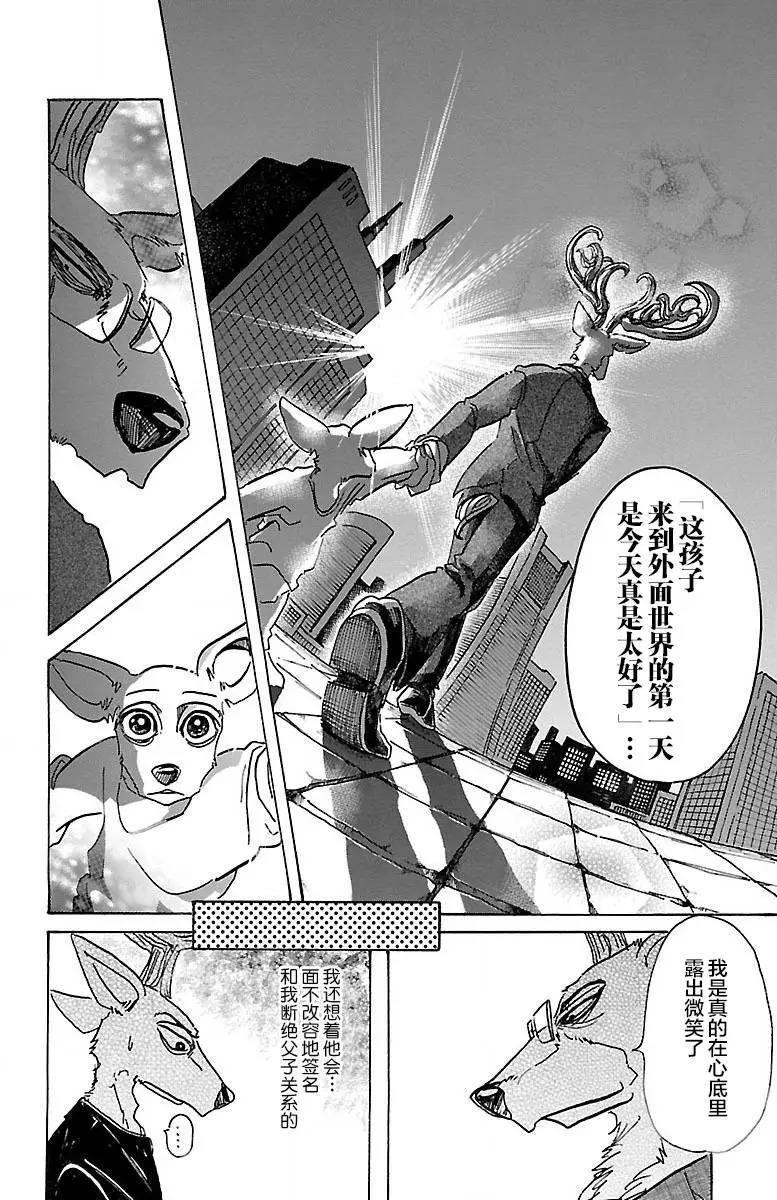 「这孩子
来到外面世界的第一天
是今天真是太好了」…
我是真的在心底里
露出微笑了
我还想着他会…
面不改容地签名
和我断绝父子关系的
…